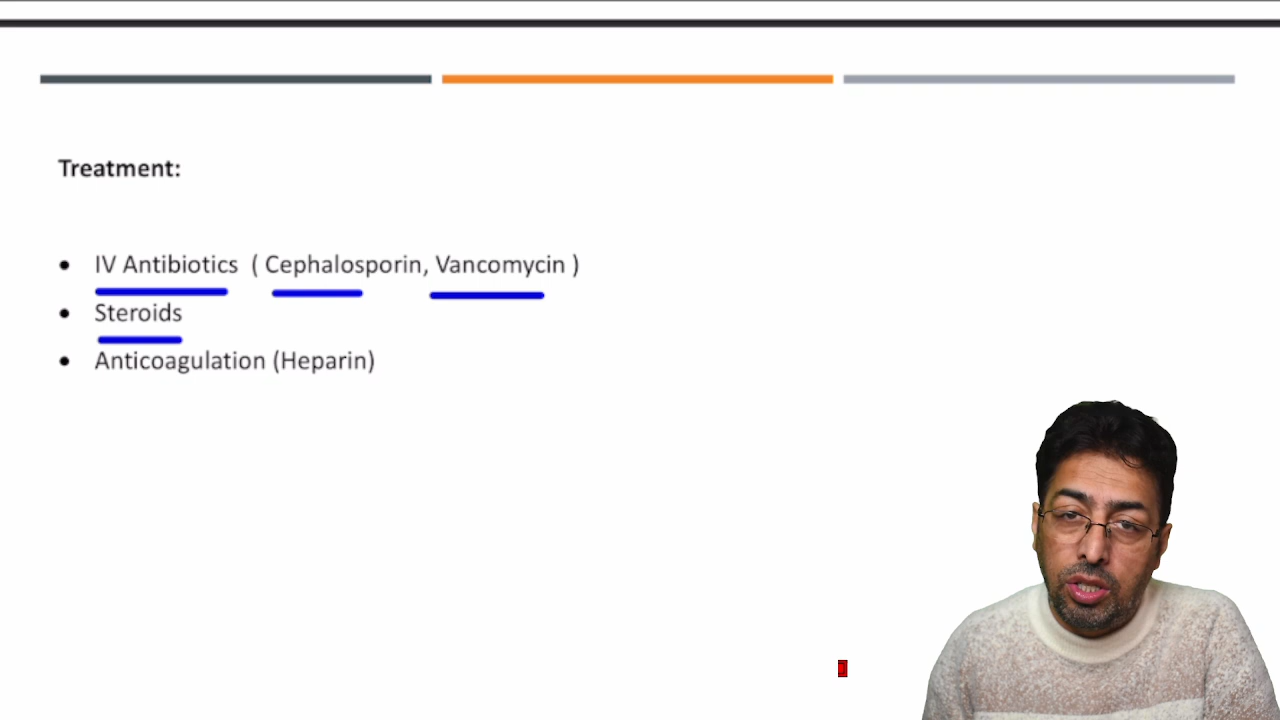 Treatment:
• IV Antibiotics ( Cephalosporin, Vancomycin )
• Steroids
• Anticoagulation (Heparin)